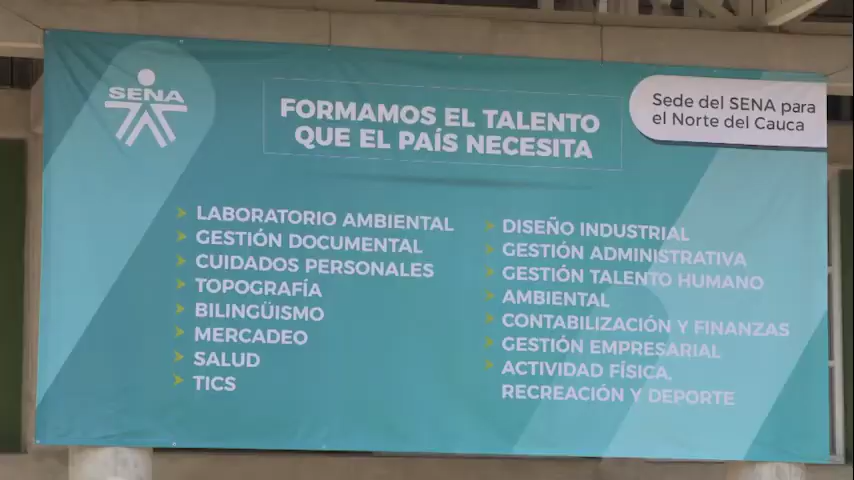 SENA
FORMAMOS EL TALENTO
QUE EL PAÍS NECESITA
Sede del SENA para
el Norte del Cauca
LABORATORIO AMBIENTAL
GESTIÓN DOCUMENTAL
CUIDADOS PERSONALES
TOPOGRAFÍA
BILINGÜISMO
MERCADEO
SALUD
TICS
DISEÑO INDUSTRIAL
GESTIÓN ADMINISTRATIVA
GESTIÓN TALENTO HUMANO
AMBIENTAL
CONTABILIZACIÓN Y FINANZAS
GESTIÓN EMPRESARIAL
ACTIVIDAD FÍSICA,
RECREACIÓN Y DEPORTE